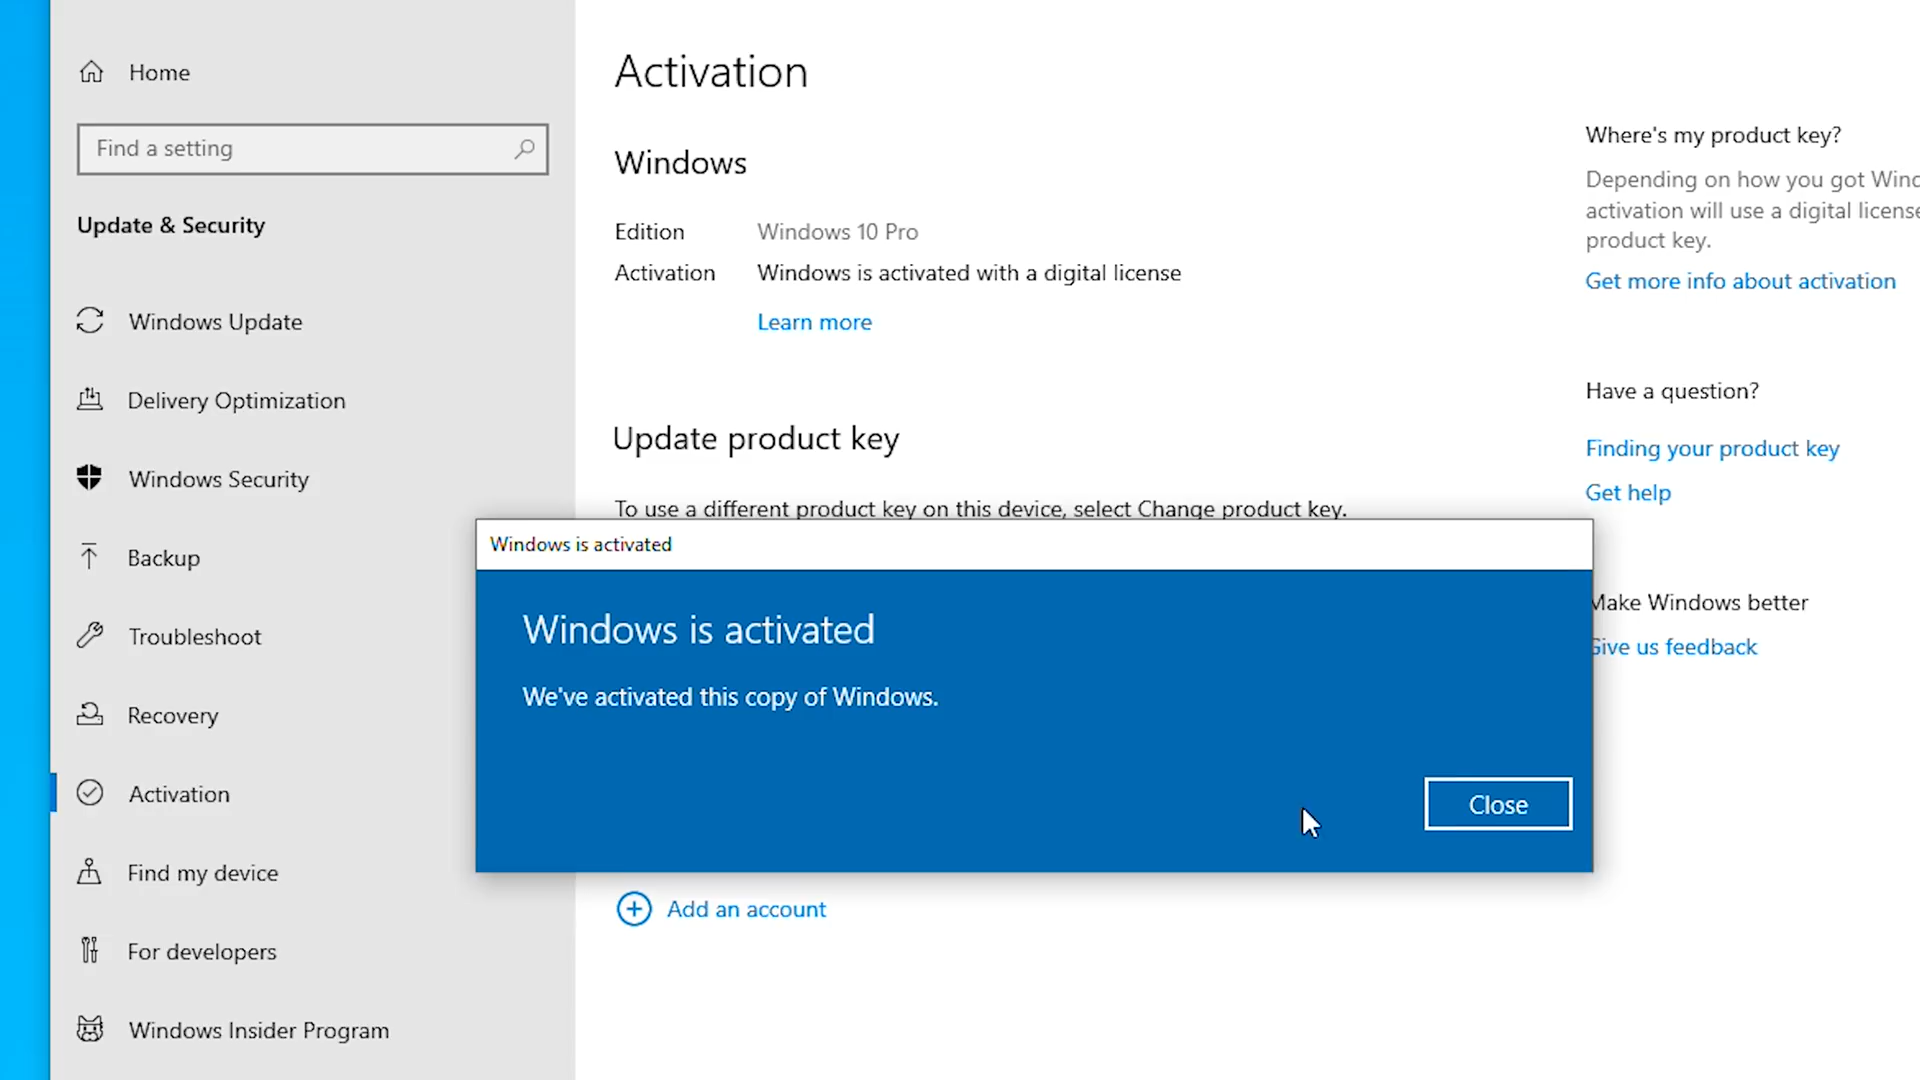 Home
Find a setting
Update & Security
Windows Update
Delivery Optimization
Windows Security
Backup
Troubleshoot
Recovery
Activation
Find my device
For developers
Windows Insider Program
Activation
Windows
Edition Windows 10 Pro
Activation Windows is activated with a digital license
Learn more
Update product key
To use a different product key on this device, select Change product key.
Windows is activated
Windows is activated
We've activated this copy of Windows.
Close
Add an account
Where's my product key?
Depending on how you got
activation will use a digital
product key.
Get more info about activation
Have a question?
Finding your product key
Get help
Make Windows better
Give us feedback